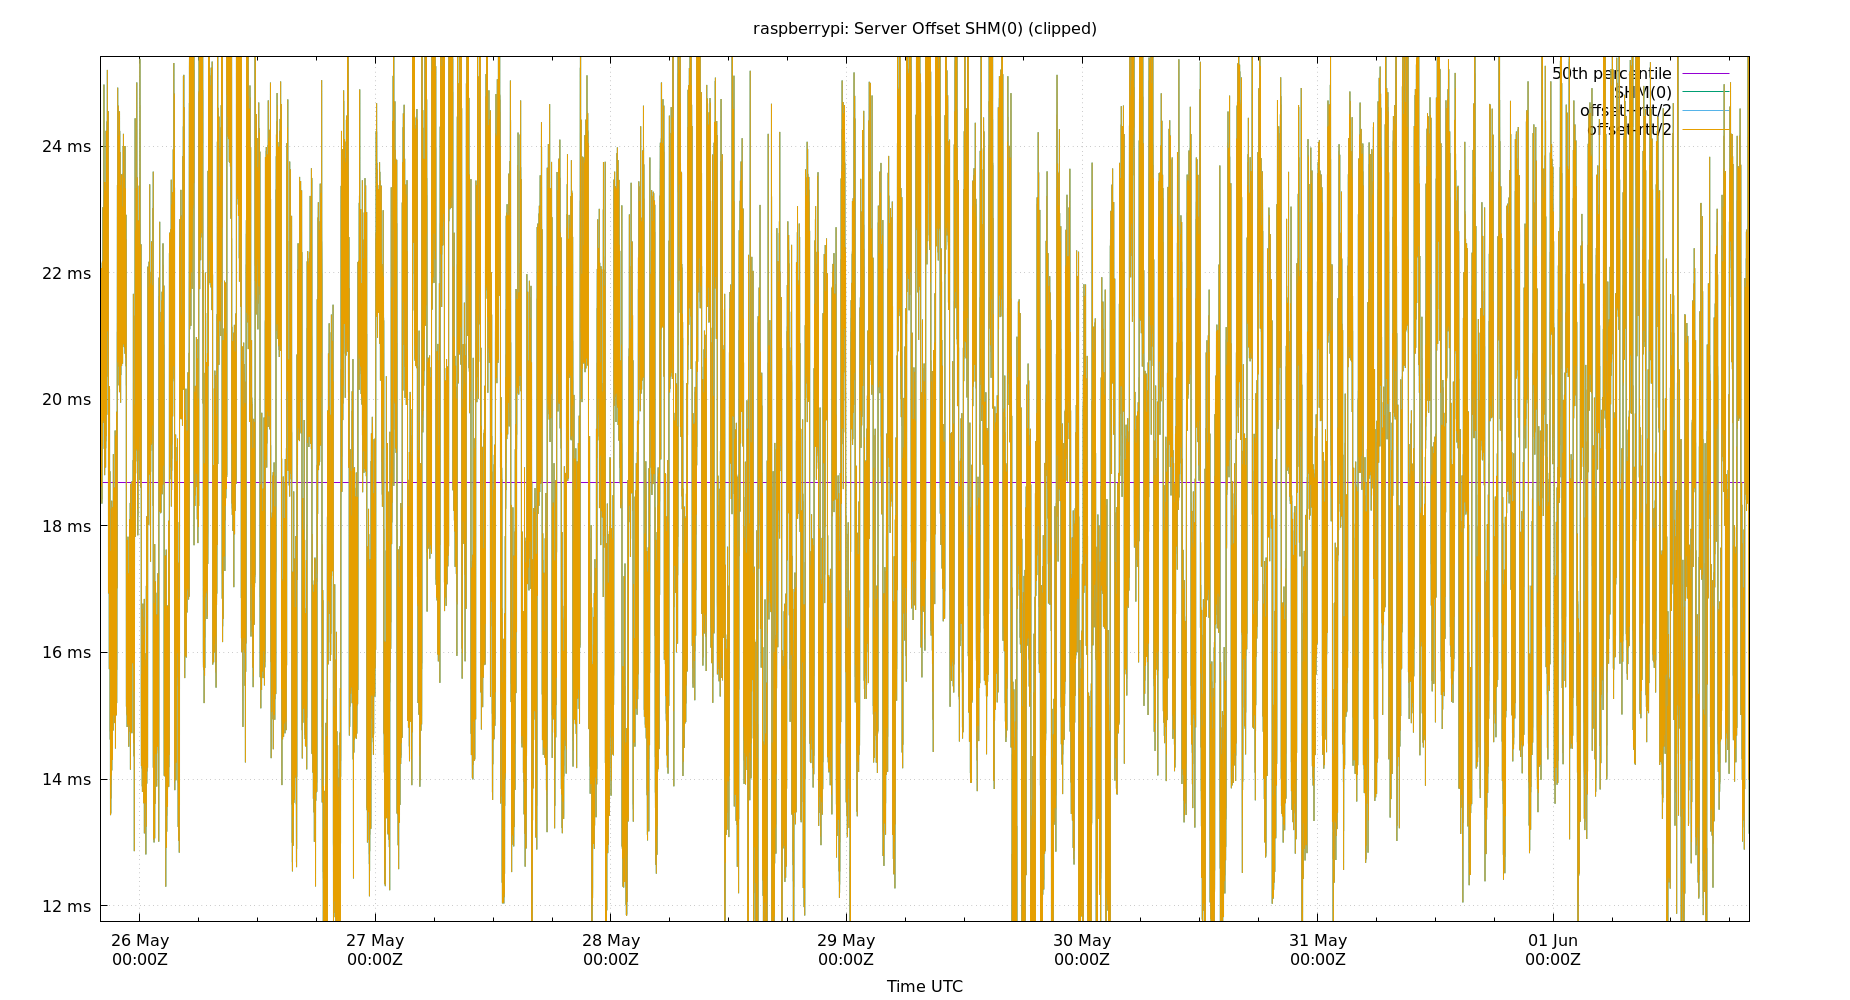 raspberrypi: Server Offset SHM(0) (clipped)
50th percentile
SHM(0)
offset+rtt/2
offset-rtt/2
24 ms
22 ms
20 ms
18 ms
16 ms
14 ms
12 ms
26 May
00:00Z
27 May
00:00Z
28 May
00:00Z
29 May
00:00Z
30 May
00:00Z
31 May
00:00Z
01 Jun
00:00Z
Time UTC